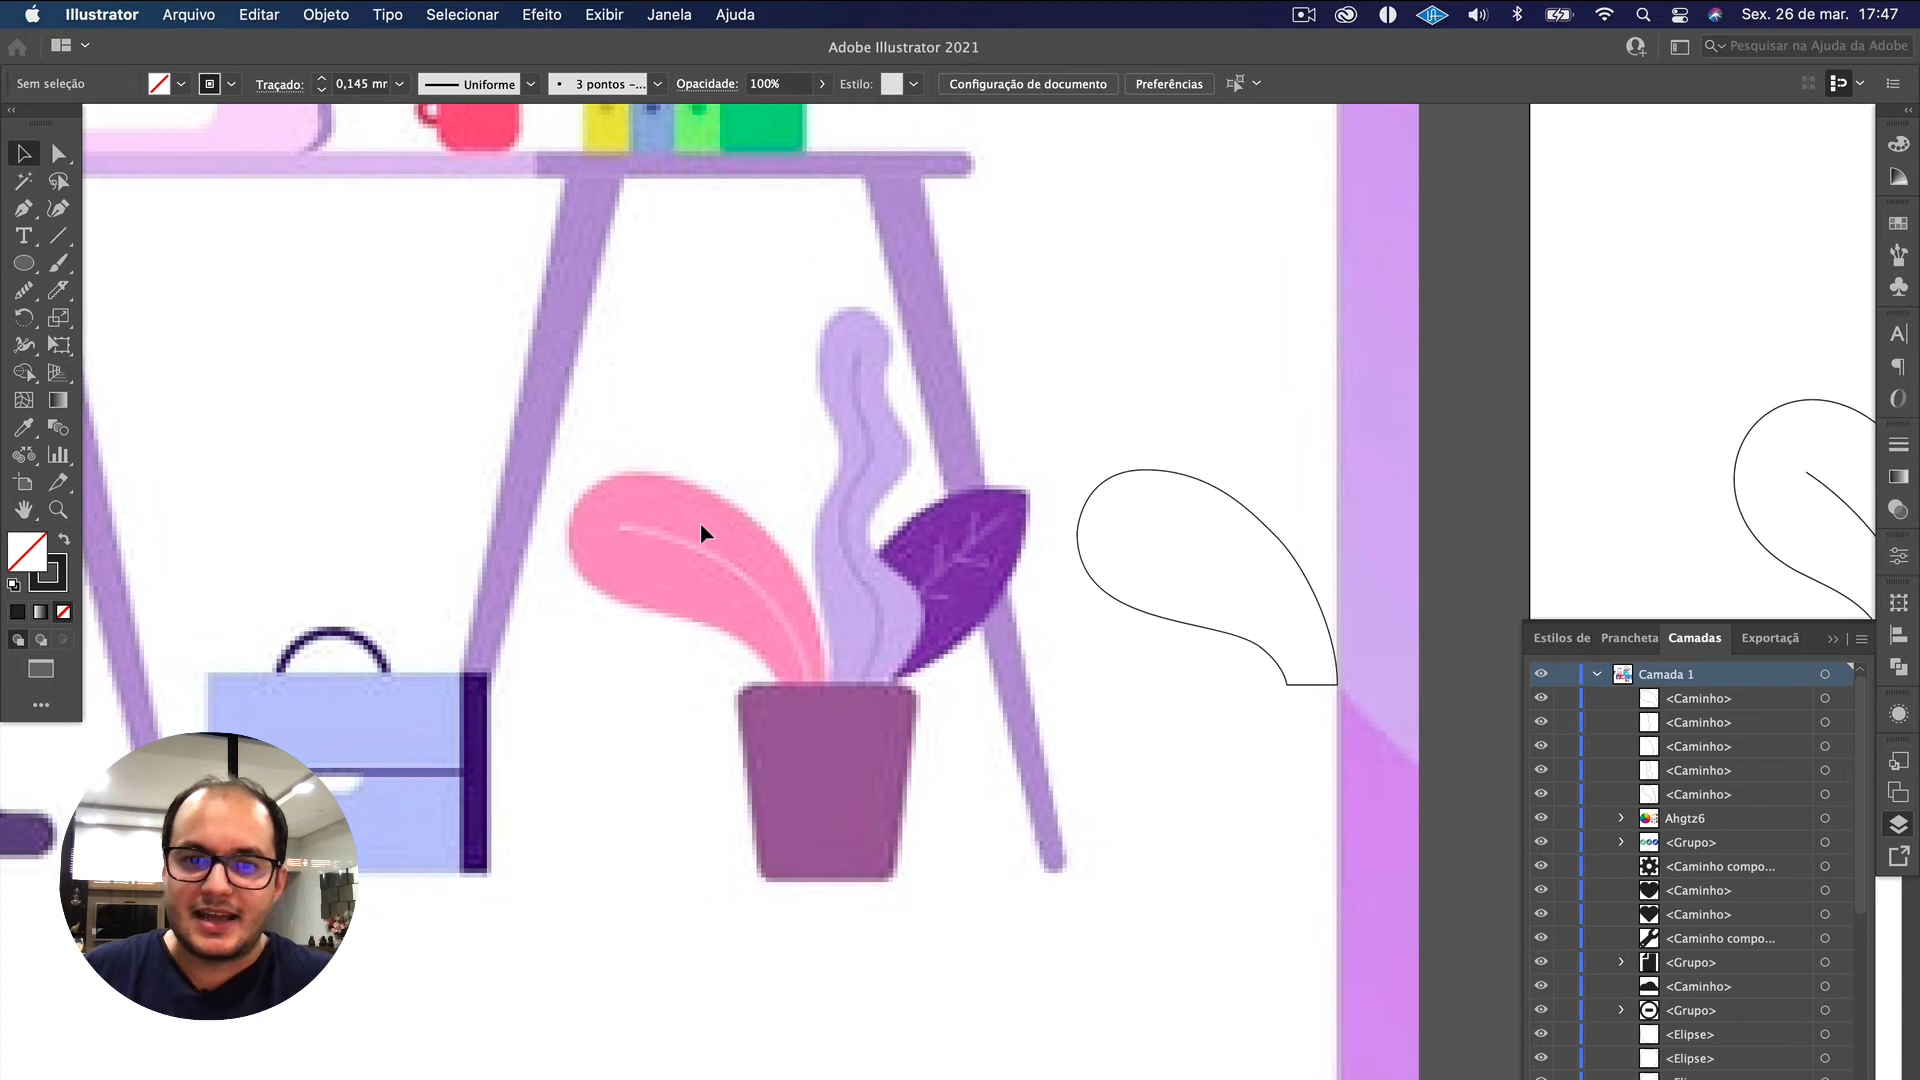 Illustrator Arquivo Editar Objeto Tipo Selecionar Efeito Exibir Janela Ajuda Sex. 26 de mar. 17:47
Adobe Illustrator 2021 Pesquisar na Ajuda da Adobe
Sem seleção Traçado: 0,145 mr Uniforme 3 pontos -... Opacidade: 100% Estilo: Configuração de documento Preferências
Estilos de Prancheta Camadas Exportaçã
Camada 1
<Caminho>
<Caminho>
<Caminho>
<Caminho>
<Caminho>
Ahgtz6
<Grupo>
<Caminho compo...
<Caminho>
<Caminho>
<Caminho compo...
<Grupo>
<Caminho>
<Grupo>
<Elipse>
<Elipse>